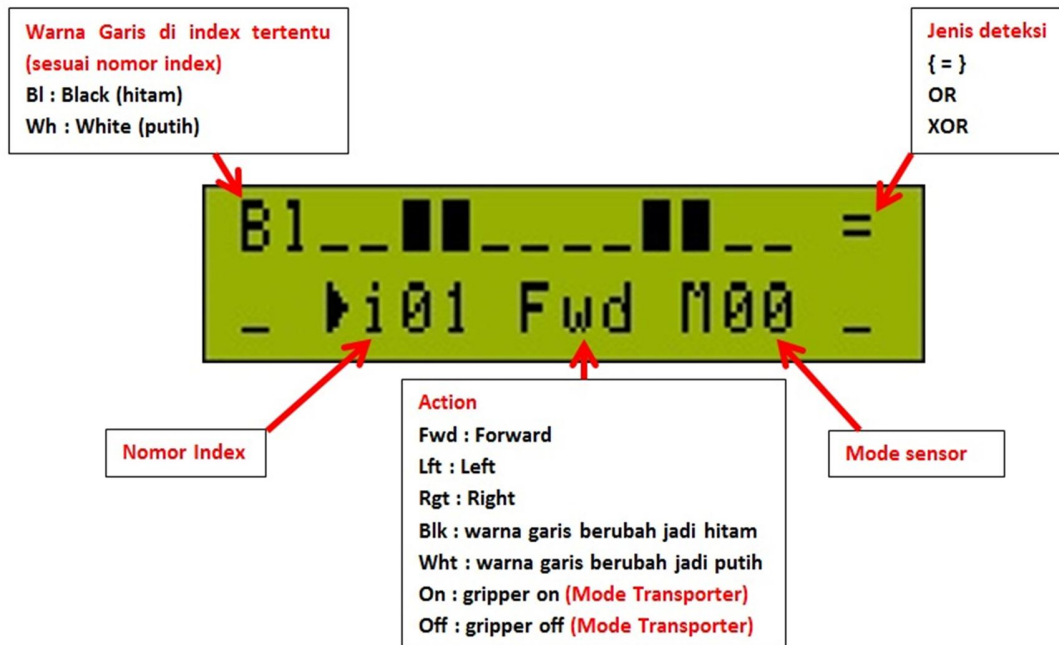 Warna Garis di index tertentu
(sesuai nomor index)
Bl : Black (hitam)
Wh : White (putih)
Jenis deteksi
{ = }
OR
XOR
Bl__██____██__ =
_ ▶i01 Fwd M00 _
Nomor Index
Action
Fwd : Forward
Lft : Left
Rgt : Right
Blk : warna garis berubah jadi hitam
Wht : warna garis berubah jadi putih
On : gripper on (Mode Transporter)
Off : gripper off (Mode Transporter)
Mode sensor